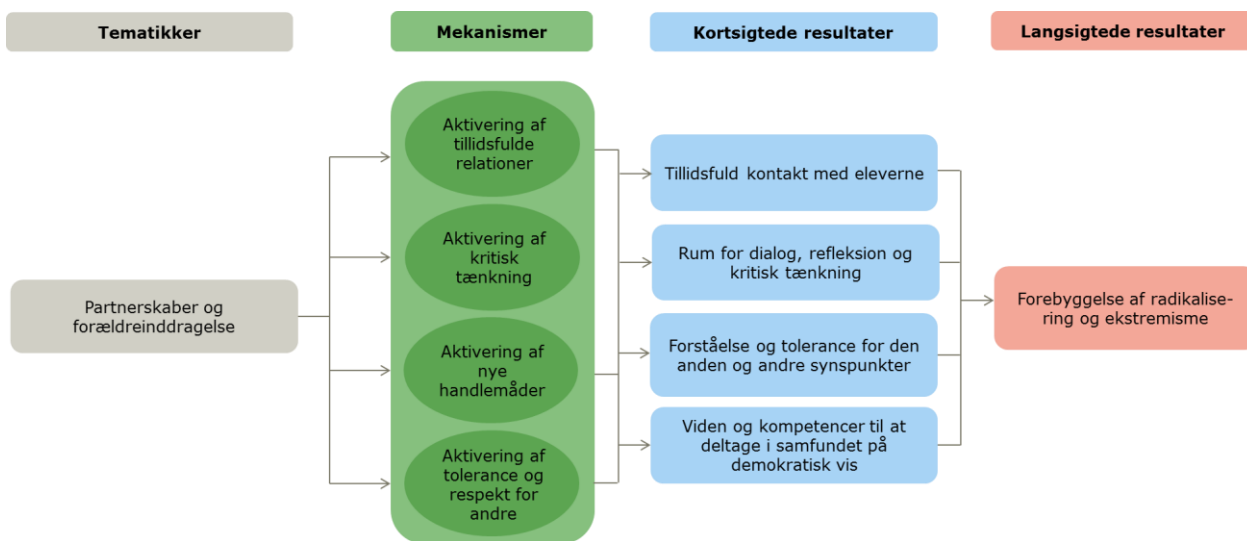 Tematikker
Mekanismer
Kortsigtede resultater
Langsigtede resultater
Partnerskaber og
forældreinddragelse
Aktivering af
tillidsfulde
relationer
Aktivering af
kritisk
tænkning
Aktivering af
nye
handlemåder
Aktivering af
tolerance og
respekt for
andre
Tillidsfuld kontakt med eleverne
Rum for dialog, refleksion og
kritisk tænkning
Forståelse og tolerance for den
anden og andre synspunkter
Viden og kompetencer til at
deltage i samfundet på
demokratisk vis
Forebyggelse af radikalise-
ring og ekstremisme